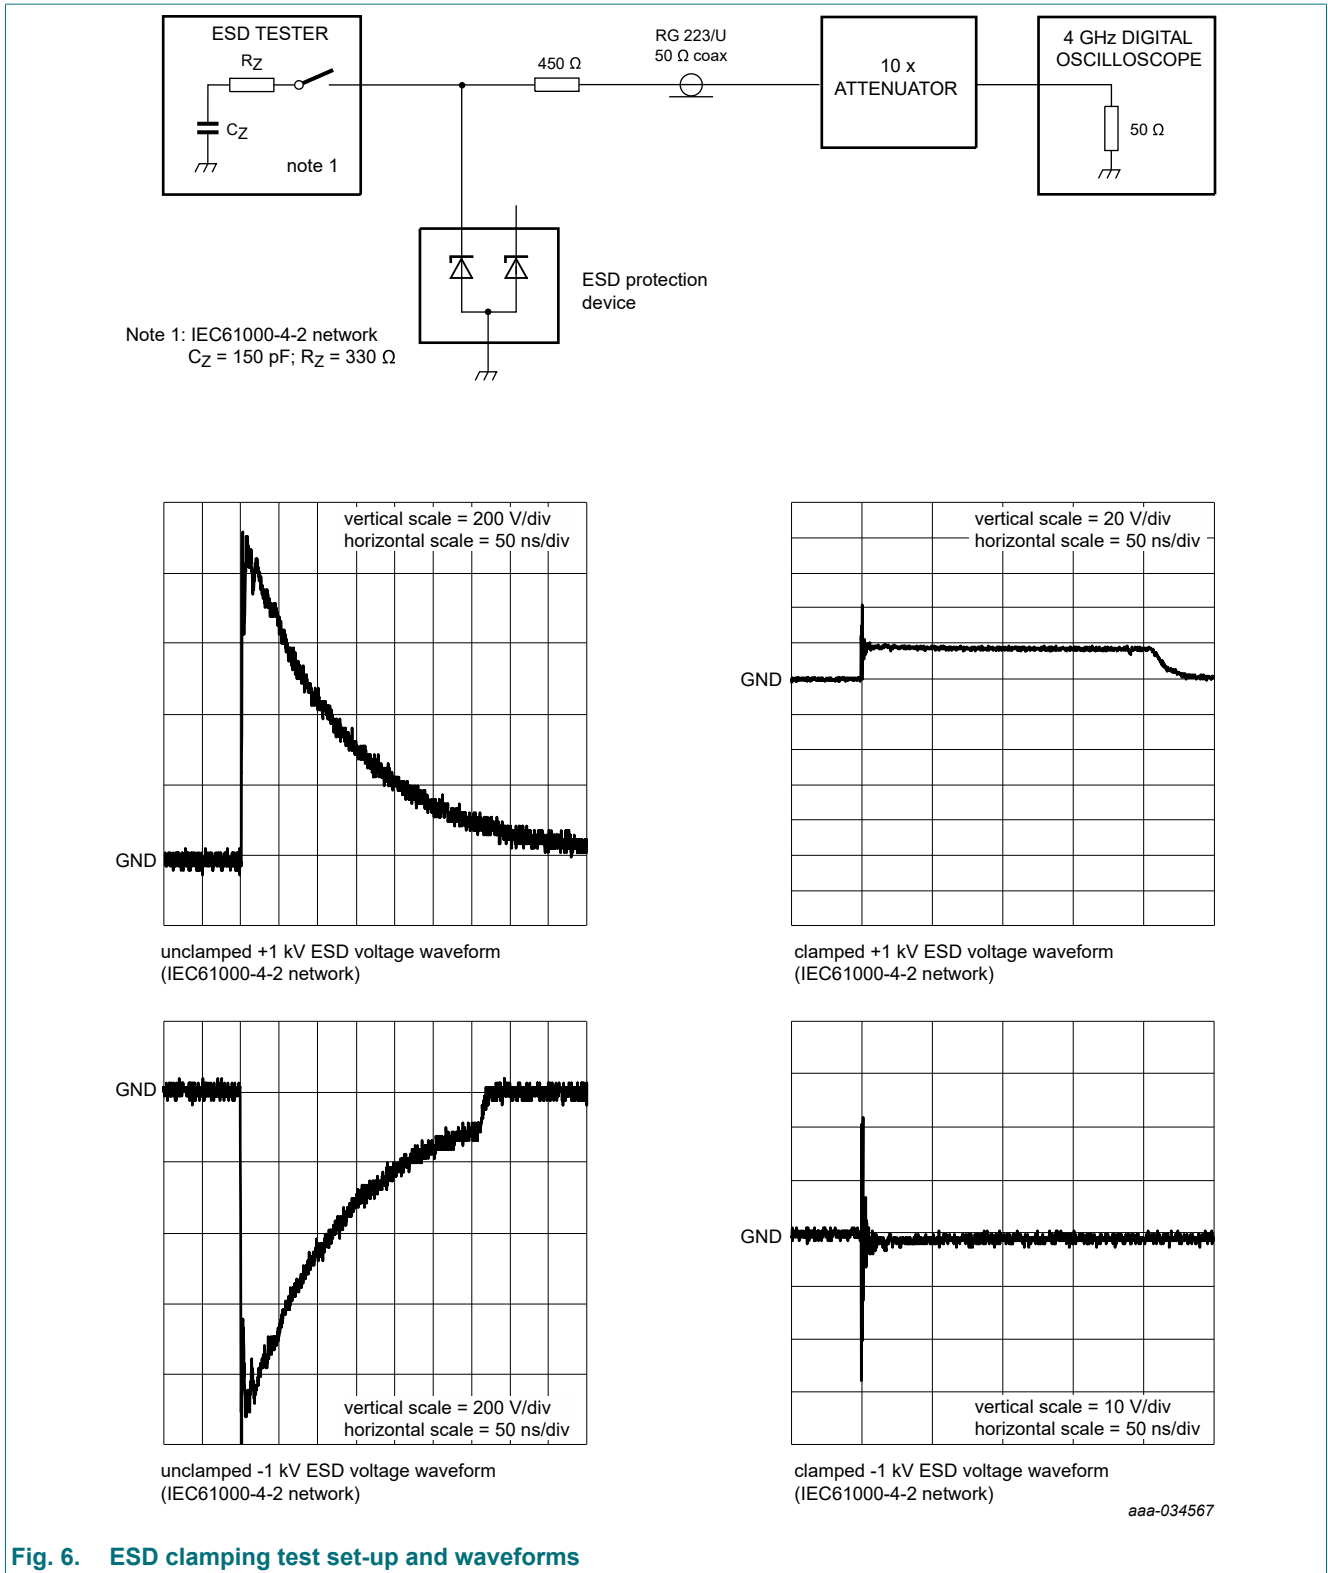 ESD TESTER
RZ
CZ
note 1
450 Ω
RG 223/U
50 Ω coax
10 x
ATTENUATOR
4 GHz DIGITAL
OSCILLOSCOPE
50 Ω
ESD protection
device
Note 1: IEC61000-4-2 network
CZ = 150 pF; RZ = 330 Ω
vertical scale = 200 V/div
horizontal scale = 50 ns/div
GND
unclamped +1 kV ESD voltage waveform
(IEC61000-4-2 network)
vertical scale = 20 V/div
horizontal scale = 50 ns/div
GND
clamped +1 kV ESD voltage waveform
(IEC61000-4-2 network)
GND
vertical scale = 200 V/div
horizontal scale = 50 ns/div
unclamped -1 kV ESD voltage waveform
(IEC61000-4-2 network)
GND
vertical scale = 10 V/div
horizontal scale = 50 ns/div
clamped -1 kV ESD voltage waveform
(IEC61000-4-2 network)
aaa-034567
Fig. 6. ESD clamping test set-up and waveforms